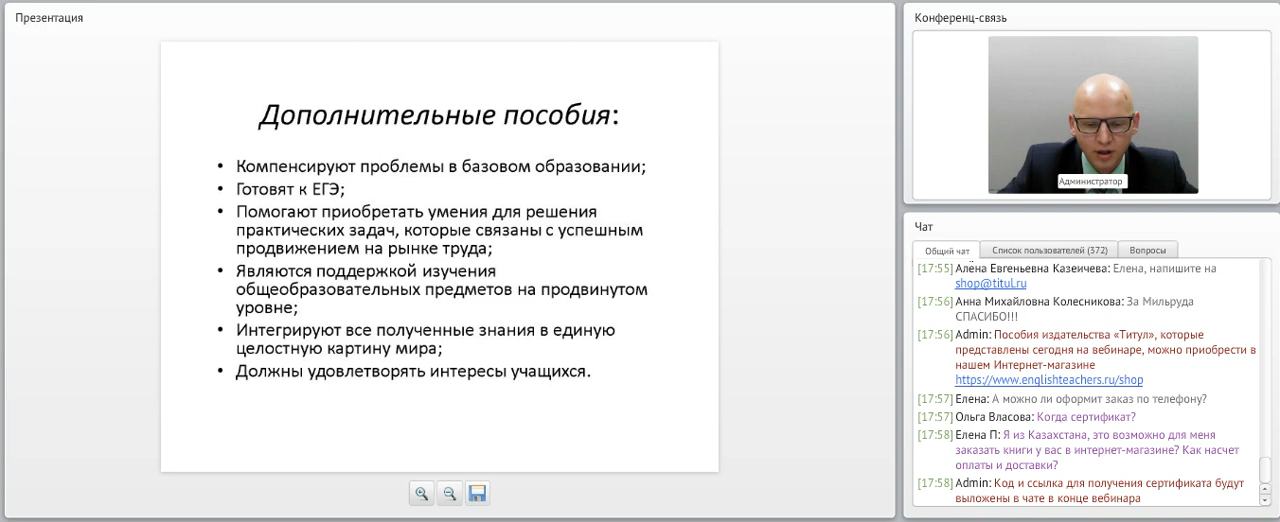 Презентация
Дополнительные пособия:
• Компенсируют проблемы в базовом образовании;
• Готовят к ЕГЭ;
• Помогают приобретать умения для решения
практических задач, которые связаны с успешным
продвижением на рынке труда;
• Являются поддержкой изучения
общеобразовательных предметов на продвинутом
уровне;
• Интегрируют все полученные знания в единую
целостную картину мира;
• Должны удовлетворять интересы учащихся.
Конференц-связь
Администратор
Чат
Общий чат
Список пользователей (372)
Вопросы
[17:55] Алена Евгеньевна Казеичева: Елена, напишите на
shop@titul.ru
[17:56] Анна Михайловна Колесникова: За Мильруда
СПАСИБО!!!
[17:56] Admin: Пособия издательства «Титул», которые
представлены сегодня на вебинаре, можно приобрести в
нашем Интернет-магазине
https://www.englishteachers.ru/shop
[17:57] Елена: А можно ли оформит заказ по телефону?
[17:57] Ольга Власова: Когда сертификат?
[17:58] Елена П: Я из Казахстана, это возможно для меня
заказать книги у вас в интернет-магазине? Как насчет
оплаты и доставки?
[17:58] Admin: Код и ссылка для получения сертификата будут
выложены в чате в конце вебинара